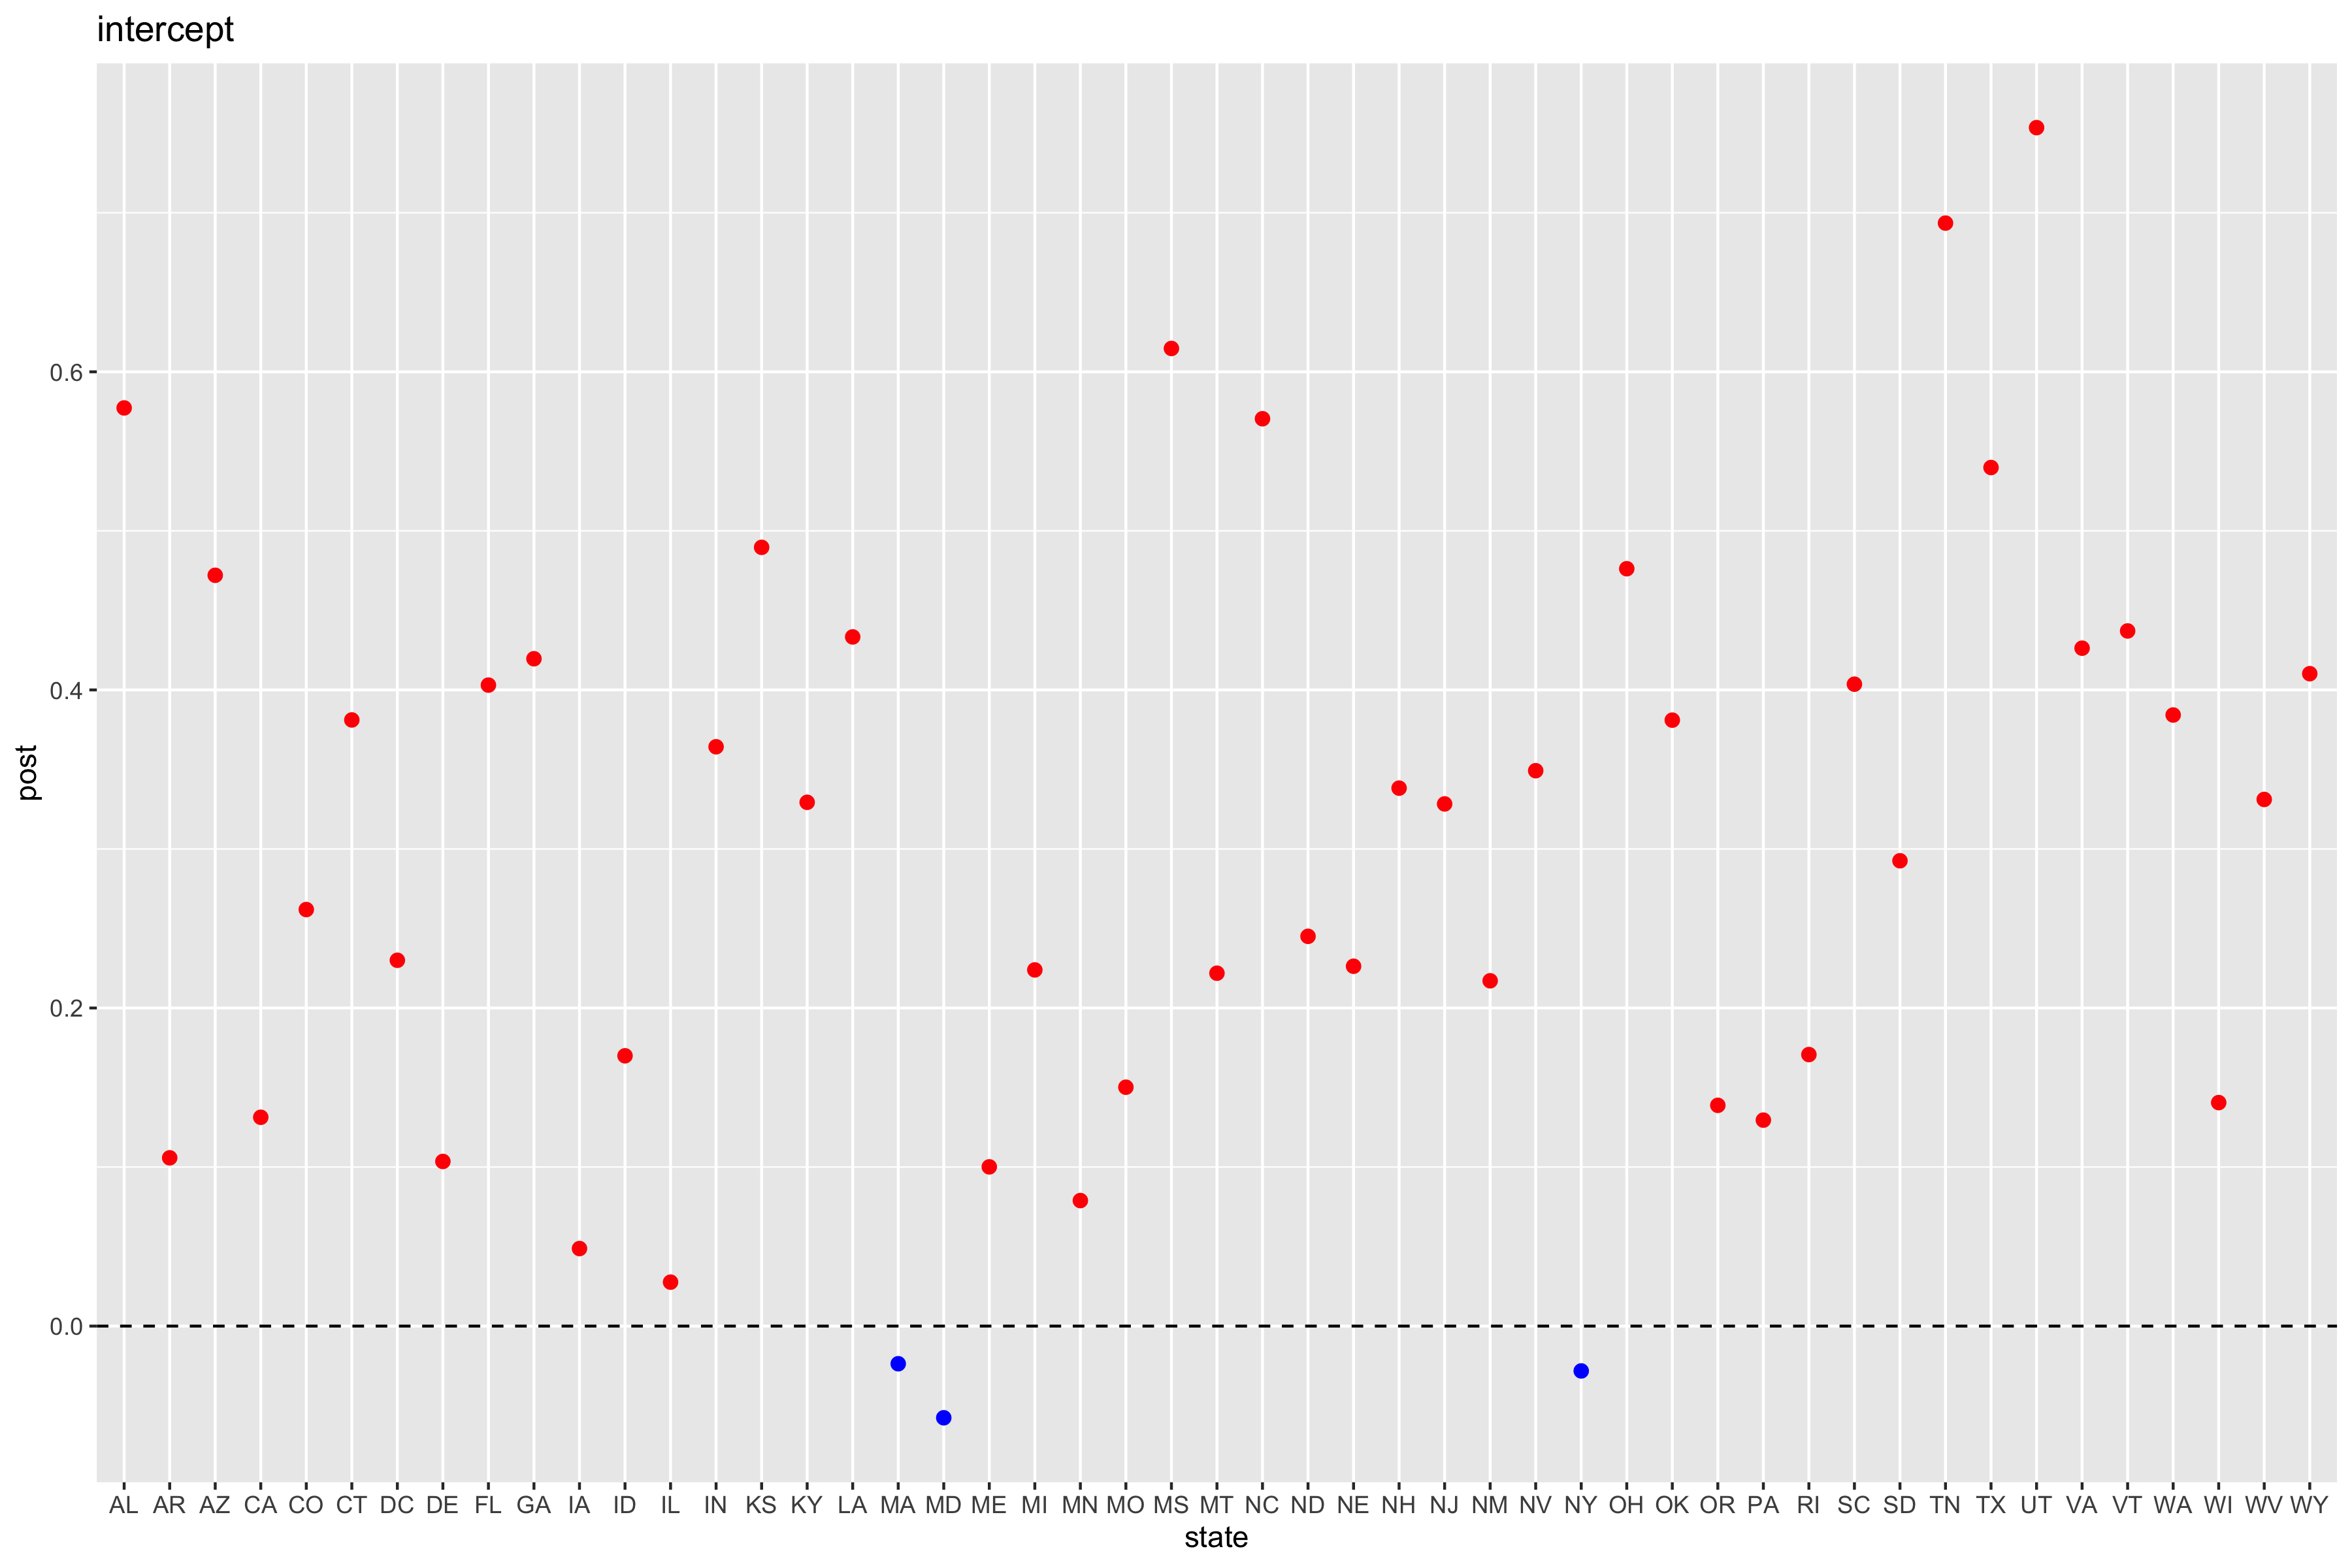 intercept
post
0.6
0.4
0.2
0.0
AL AR AZ CA CO CT DC DE FL GA IA ID IL IN KS KY LA MA MD ME MI MN MO MS MT NC ND NE NH NJ NM NV NY OH OK OR PA RI SC SD TN TX UT VA VT WA WI WV WY
state